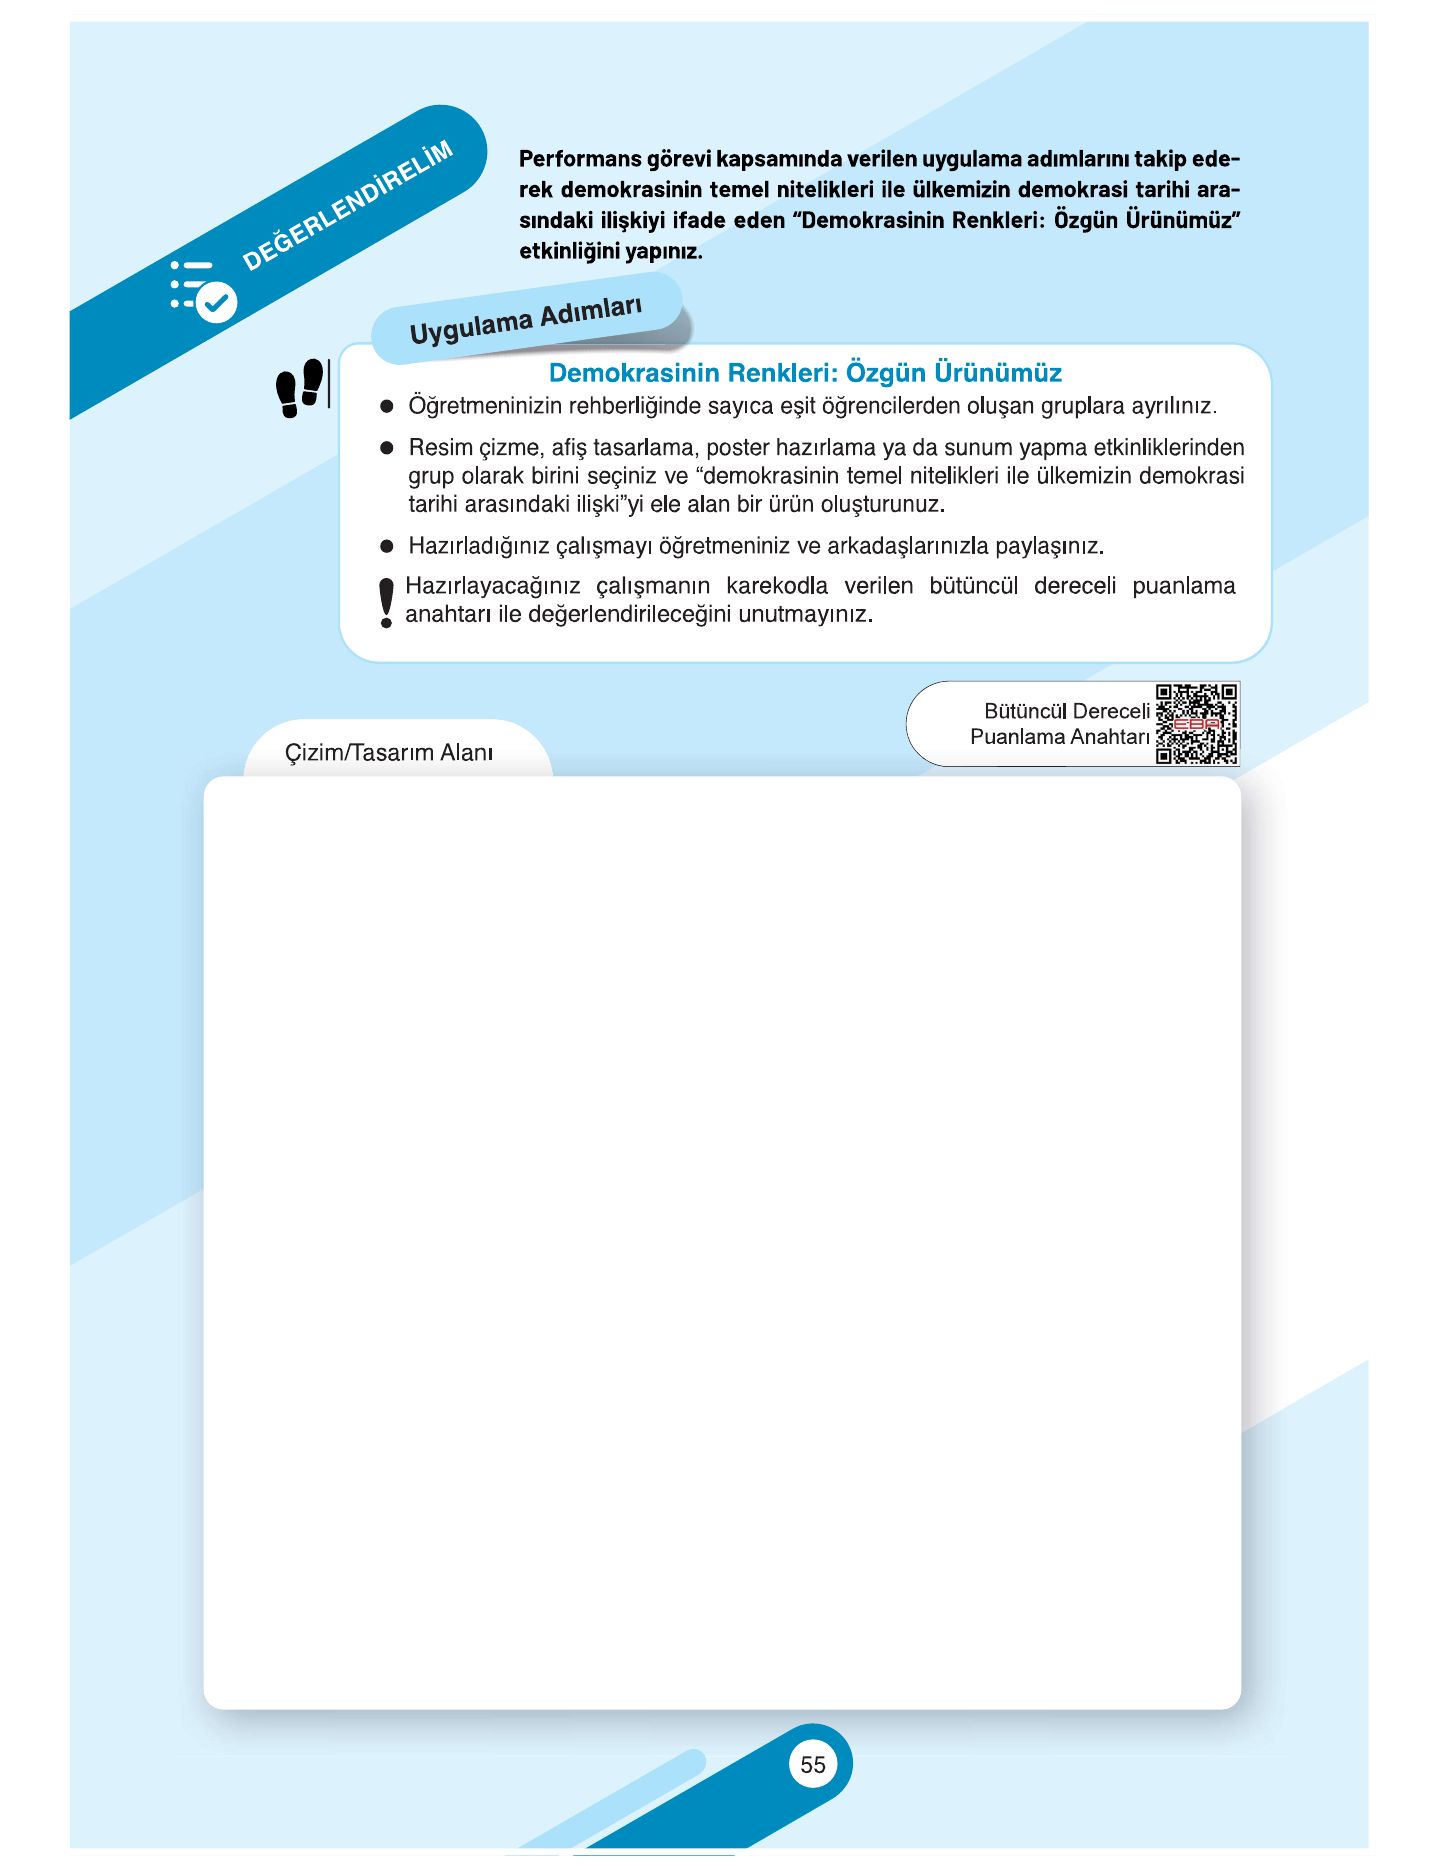 DEĞERLENDİRELİM
Performans görevi kapsamında verilen uygulama adımlarını takip ede-
rek demokrasinin temel nitelikleri ile ülkemizin demokrasi tarihi ara-
sındaki ilişkiyi ifade eden “Demokrasinin Renkleri: Özgün Ürünümüz”
etkinliğini yapınız.
Uygulama Adımları
Demokrasinin Renkleri: Özgün Ürünümüz
● Öğretmeninizin rehberliğinde sayıca eşit öğrencilerden oluşan gruplara ayrılınız.
● Resim çizme, afiş tasarlama, poster hazırlama ya da sunum yapma etkinliklerinden
grup olarak birini seçiniz ve “demokrasinin temel nitelikleri ile ülkemizin demokrasi
tarihi arasındaki ilişki”yi ele alan bir ürün oluşturunuz.
● Hazırladığınız çalışmayı öğretmeniniz ve arkadaşlarınızla paylaşınız.
! Hazırlayacağınız çalışmanın karekodla verilen bütüncül dereceli puanlama
anahtarı ile değerlendirileceğini unutmayınız.
Bütüncül Dereceli
Puanlama Anahtarı
EBA
Çizim/Tasarım Alanı
55